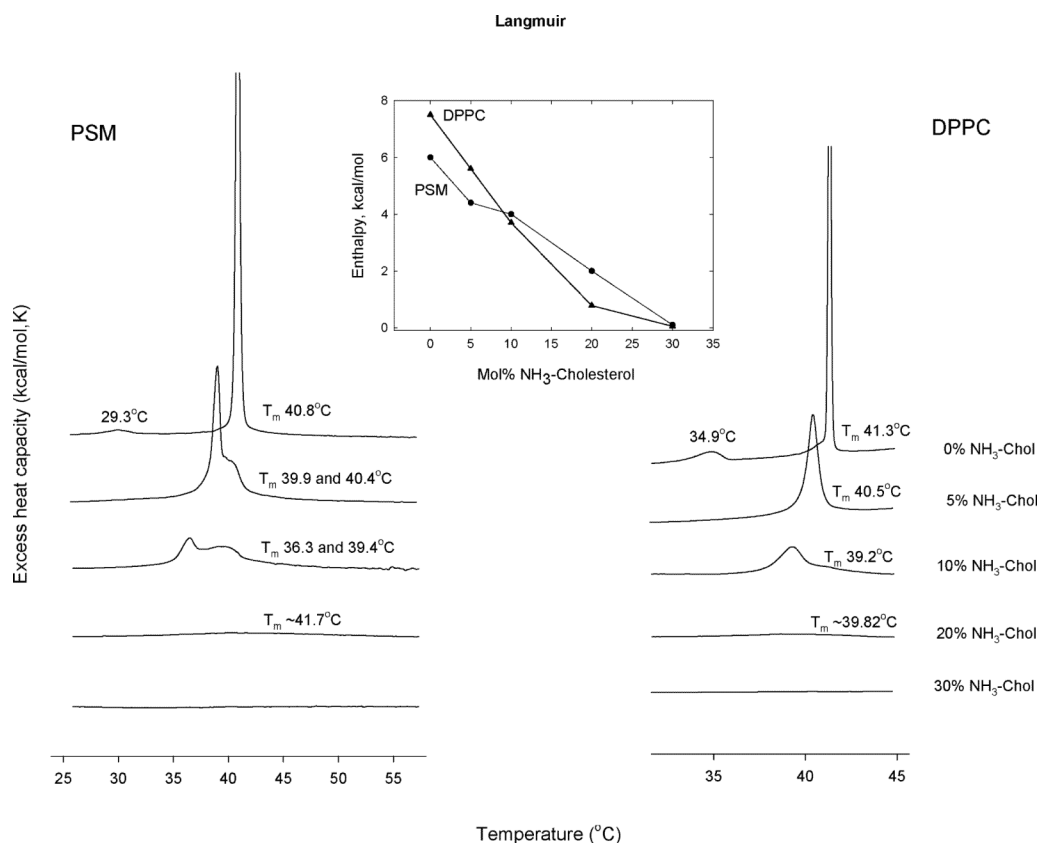 Langmuir
PSM
DPPC
8
6
4
2
0
Enthalpy, kcal/mol
DPPC
PSM
0 5 10 15 20 25 30 35
Mol% NH₃-Cholesterol
Excess heat capacity (kcal/mol,K)
29.3°C
Tₘ 40.8°C
Tₘ 39.9 and 40.4°C
Tₘ 36.3 and 39.4°C
Tₘ ~41.7°C
34.9°C
Tₘ 41.3°C
Tₘ 40.5°C
Tₘ 39.2°C
Tₘ ~39.82°C
0% NH₃-Chol
5% NH₃-Chol
10% NH₃-Chol
20% NH₃-Chol
30% NH₃-Chol
25 30 35 40 45 50 55
35 40 45
Temperature (°C)